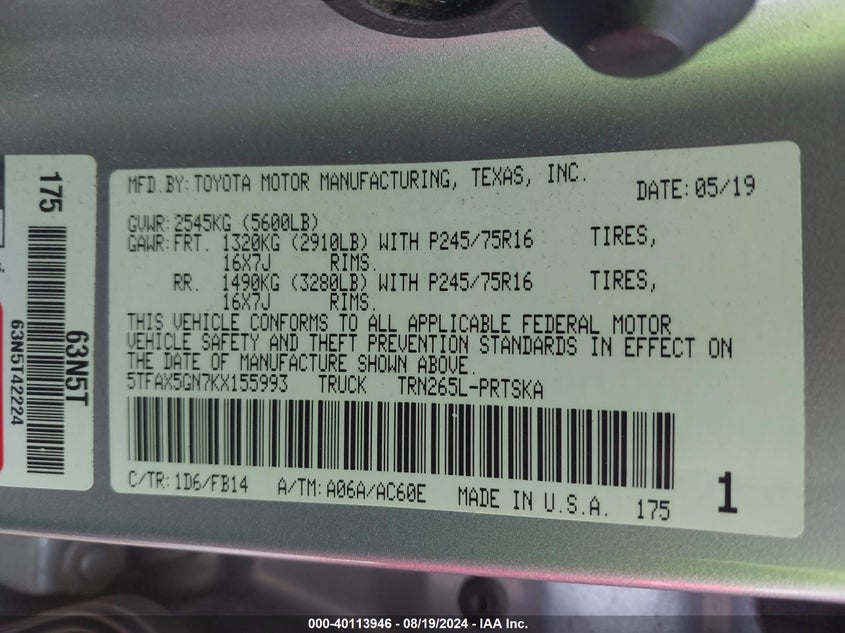 MFD.BY:TOYOTA MOTOR MANUFACTURING, TEXAS, INC. DATE:05/19
GVWR:2545KG (5600LB)
GAWR:FRT. 1320KG (2910LB) WITH P245/75R16 TIRES,
16X7J RIMS.
RR. 1490KG (3280LB) WITH P245/75R16 TIRES,
16X7J RIMS.
THIS VEHICLE CONFORMS TO ALL APPLICABLE FEDERAL MOTOR
VEHICLE SAFETY AND THEFT PREVENTION STANDARDS IN EFFECT ON
THE DATE OF MANUFACTURE SHOWN ABOVE.
5TFAX5GN7KX155993 TRUCK TRN265L-PRTSKA
C/TR:1D6/FB14 A/TM:A06A/AC60E MADE IN U.S.A. 175 1
175
63N5T
63N5T42224
000-40113946 - 08/19/2024 - IAA Inc.